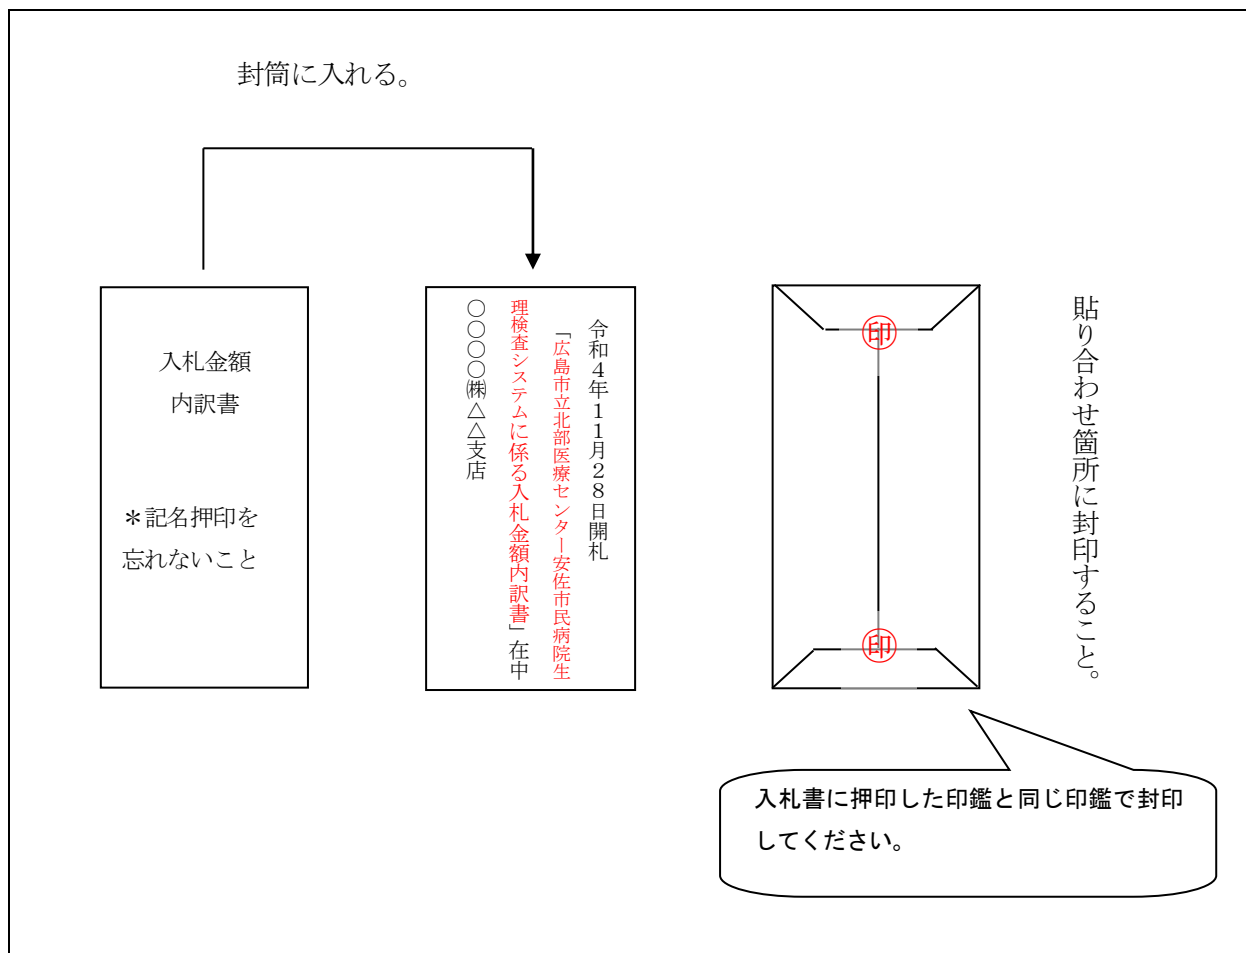 封筒に入れる。
入札金額
内訳書
＊記名押印を
忘れないこと
令和４年１１月２８日開札
「広島市立北部医療センター安佐市民病院生
理検査システムに係る入札金額内訳書」在中
〇〇〇〇㈱△△支店
印
印
貼り合わせ箇所に封印すること。
入札書に押印した印鑑と同じ印鑑で封印
してください。